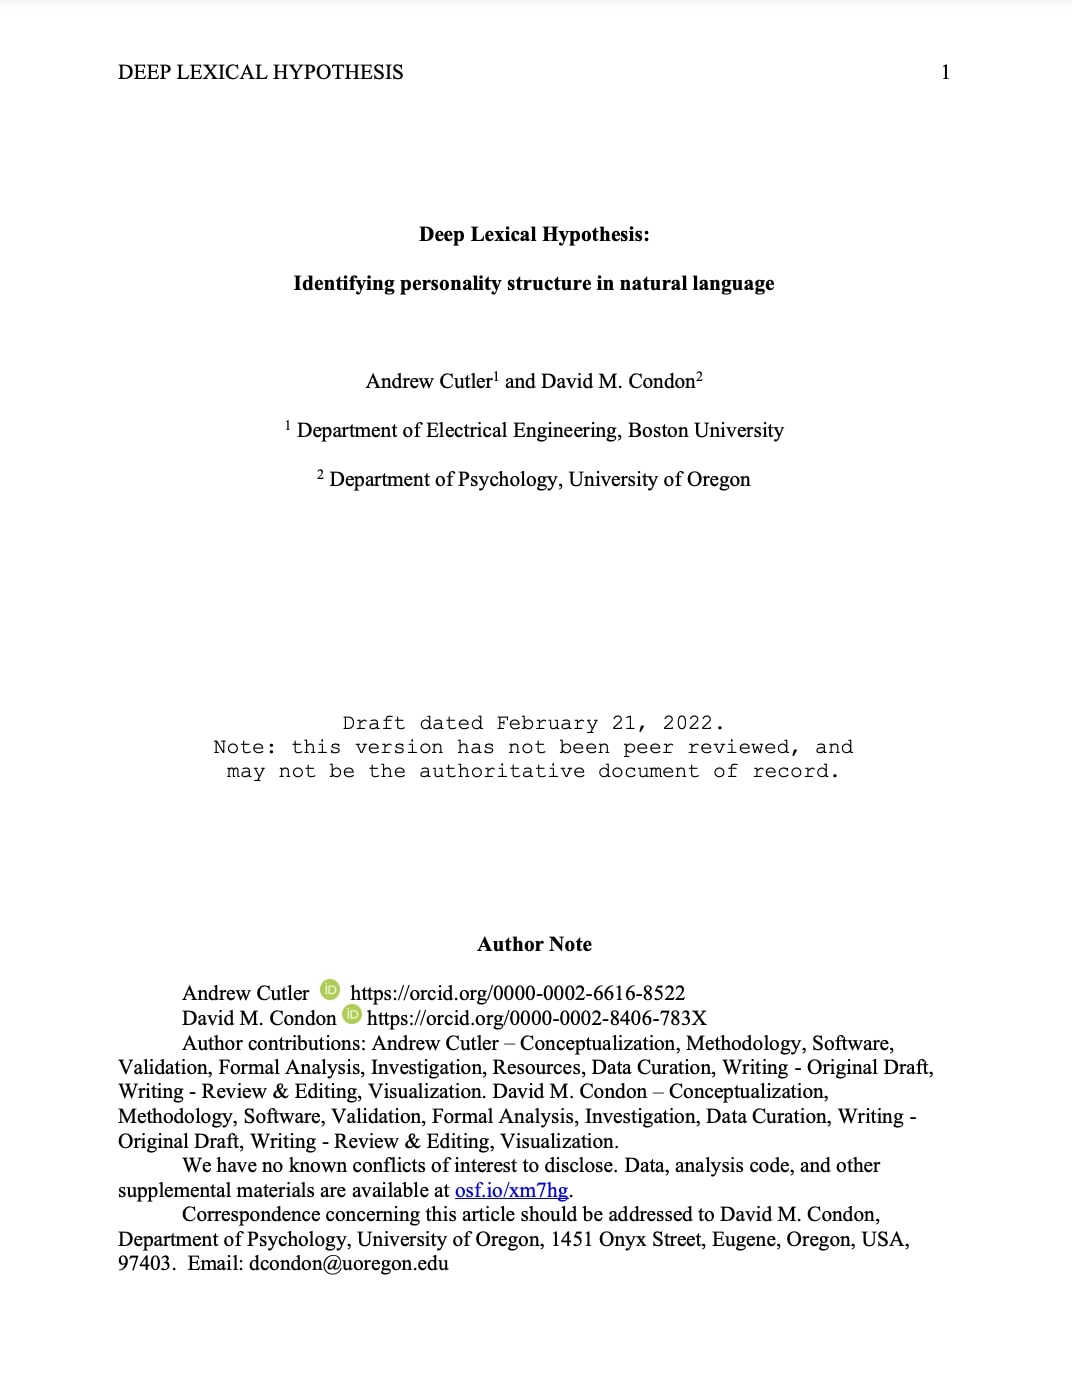 DEEP LEXICAL HYPOTHESIS 1
Deep Lexical Hypothesis:
Identifying personality structure in natural language
Andrew Cutler¹ and David M. Condon²
¹ Department of Electrical Engineering, Boston University
² Department of Psychology, University of Oregon
Draft dated February 21, 2022.
Note: this version has not been peer reviewed, and
may not be the authoritative document of record.
Author Note
Andrew Cutler iD https://orcid.org/0000-0002-6616-8522
David M. Condon iD https://orcid.org/0000-0002-8406-783X
Author contributions: Andrew Cutler – Conceptualization, Methodology, Software,
Validation, Formal Analysis, Investigation, Resources, Data Curation, Writing - Original Draft,
Writing - Review & Editing, Visualization. David M. Condon – Conceptualization,
Methodology, Software, Validation, Formal Analysis, Investigation, Data Curation, Writing -
Original Draft, Writing - Review & Editing, Visualization.
We have no known conflicts of interest to disclose. Data, analysis code, and other
supplemental materials are available at osf.io/xm7hg.
Correspondence concerning this article should be addressed to David M. Condon,
Department of Psychology, University of Oregon, 1451 Onyx Street, Eugene, Oregon, USA,
97403.  Email: dcondon@uoregon.edu